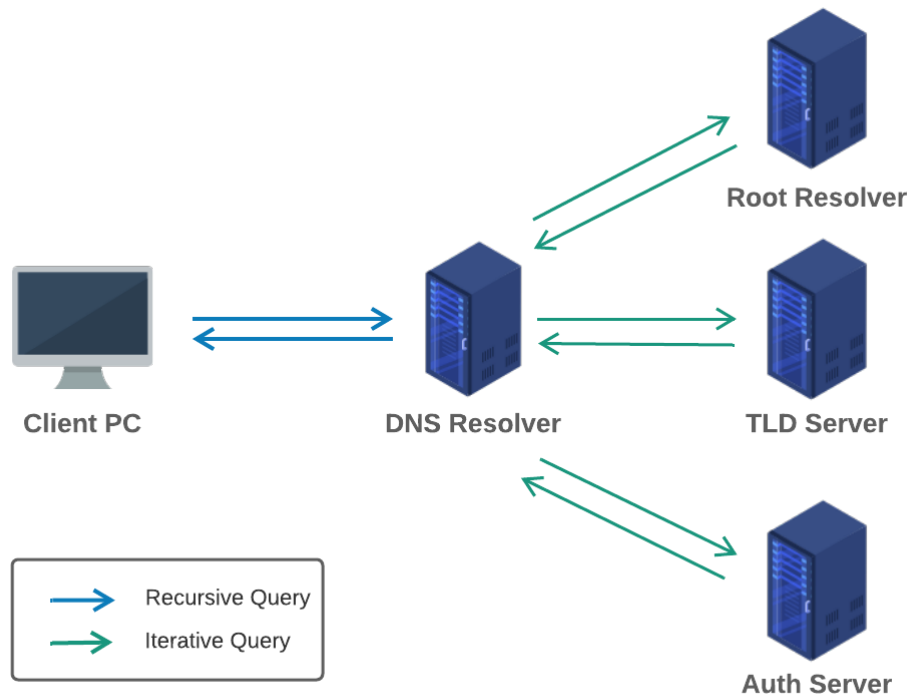 Root Resolver
Client PC
DNS Resolver
TLD Server
Recursive Query
Iterative Query
Auth Server